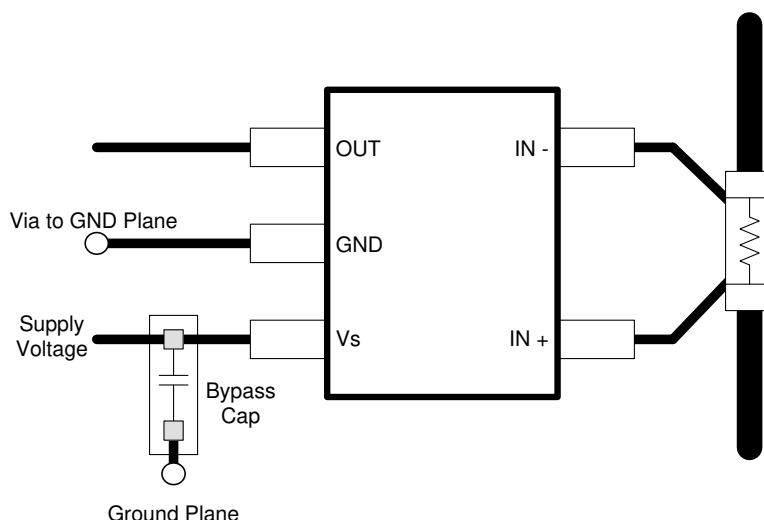 OUT
IN -
Via to GND Plane
GND
Supply
Voltage
Vs
IN +
Bypass
Cap
Ground Plane